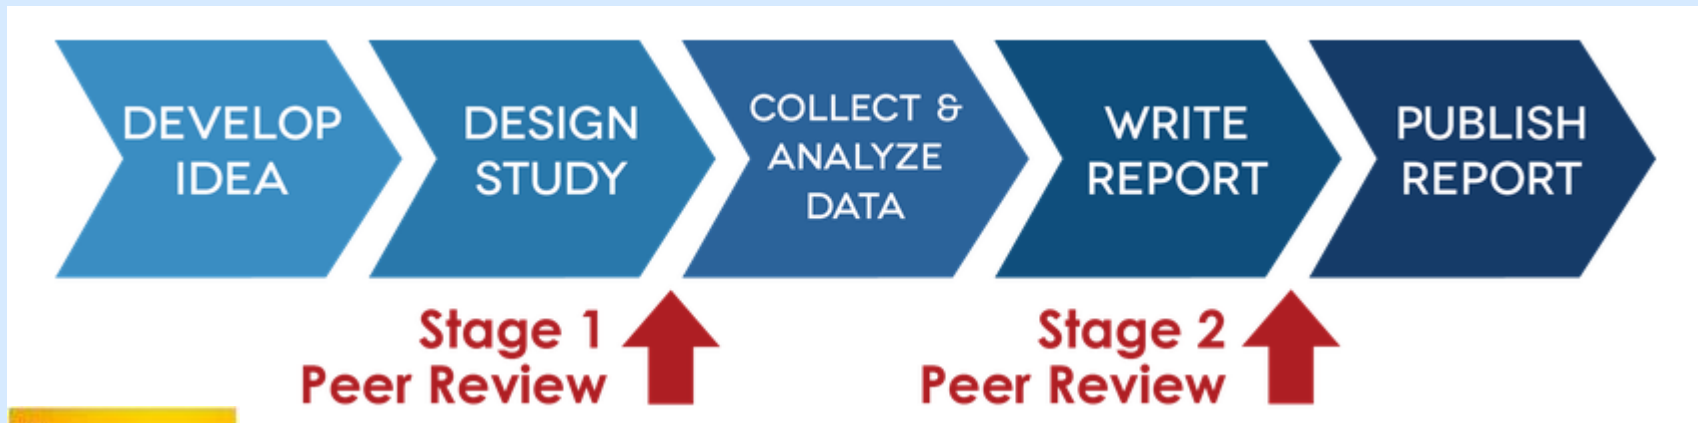 DEVELOP
IDEA
DESIGN
STUDY
COLLECT &
ANALYZE
DATA
WRITE
REPORT
PUBLISH
REPORT
Stage 1
Peer Review
Stage 2
Peer Review